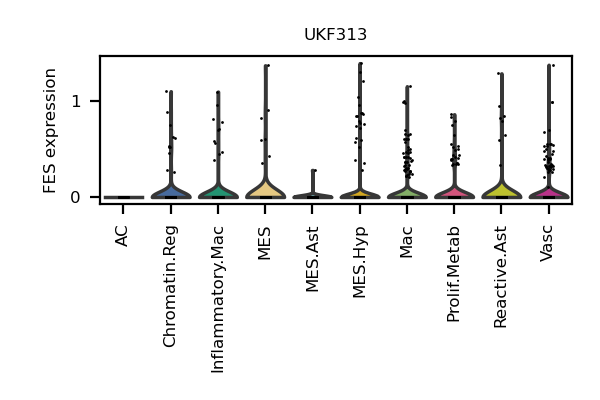 UKF313
FES expression
1
0
AC
Chromatin.Reg
Inflammatory.Mac
MES
MES.Ast
MES.Hyp
Mac
Prolif.Metab
Reactive.Ast
Vasc